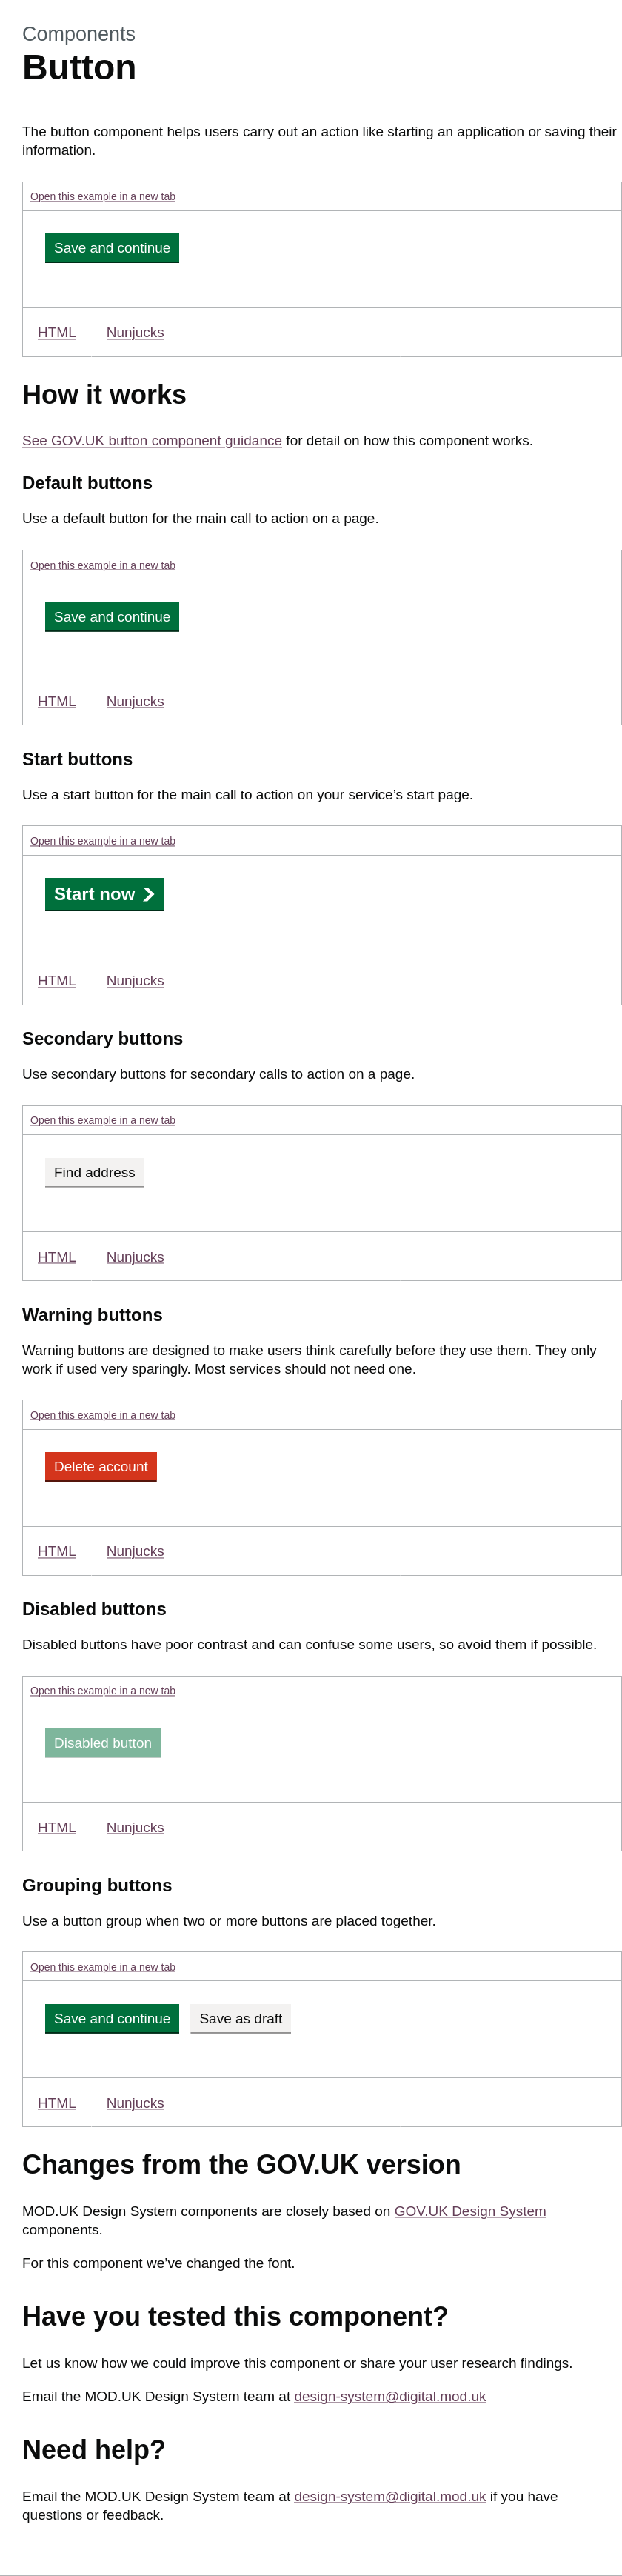 Components
Button
The button component helps users carry out an action like starting an application or saving their
information.
Open this example in a new tab
Save and continue
HTML Nunjucks
How it works
See GOV.UK button component guidance for detail on how this component works.
Default buttons
Use a default button for the main call to action on a page.
Open this example in a new tab
Save and continue
HTML Nunjucks
Start buttons
Use a start button for the main call to action on your service’s start page.
Open this example in a new tab
Start now
HTML Nunjucks
Secondary buttons
Use secondary buttons for secondary calls to action on a page.
Open this example in a new tab
Find address
HTML Nunjucks
Warning buttons
Warning buttons are designed to make users think carefully before they use them. They only
work if used very sparingly. Most services should not need one.
Open this example in a new tab
Delete account
HTML Nunjucks
Disabled buttons
Disabled buttons have poor contrast and can confuse some users, so avoid them if possible.
Open this example in a new tab
Disabled button
HTML Nunjucks
Grouping buttons
Use a button group when two or more buttons are placed together.
Open this example in a new tab
Save and continue Save as draft
HTML Nunjucks
Changes from the GOV.UK version
MOD.UK Design System components are closely based on GOV.UK Design System
components.
For this component we’ve changed the font.
Have you tested this component?
Let us know how we could improve this component or share your user research findings.
Email the MOD.UK Design System team at design-system@digital.mod.uk
Need help?
Email the MOD.UK Design System team at design-system@digital.mod.uk if you have
questions or feedback.